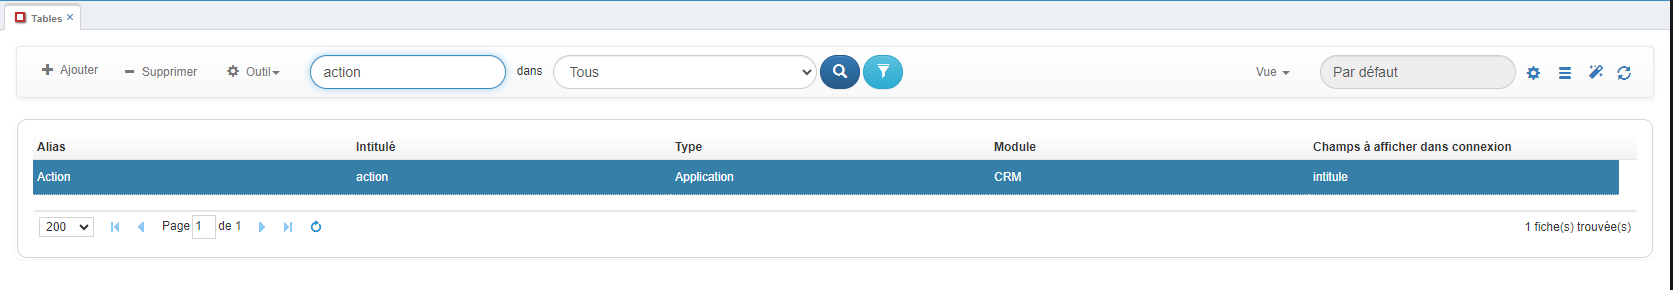 Tables ×
Ajouter Supprimer Outil action dans Tous Vue Par défaut
Alias Intitulé Type Module Champs à afficher dans connexion
Action action Application CRM intitule
200 Page 1 de 1 1 fiche(s) trouvée(s)